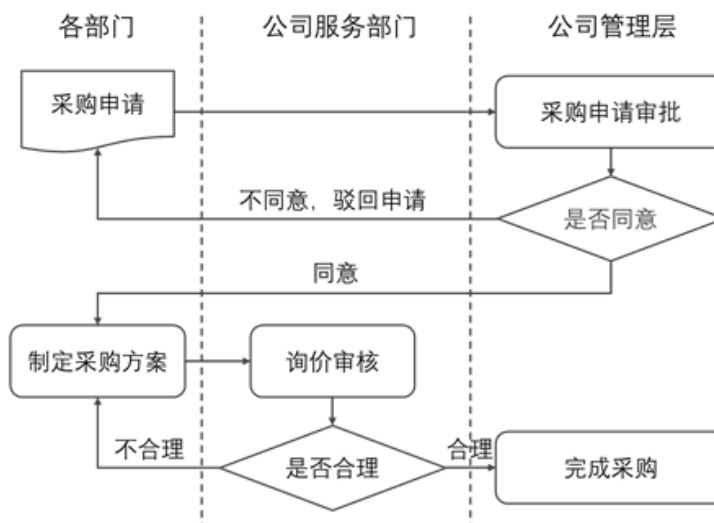 各部门
公司服务部门
公司管理层
采购申请
采购申请审批
不同意，驳回申请
是否同意
同意
制定采购方案
询价审核
不合理
是否合理
合理
完成采购